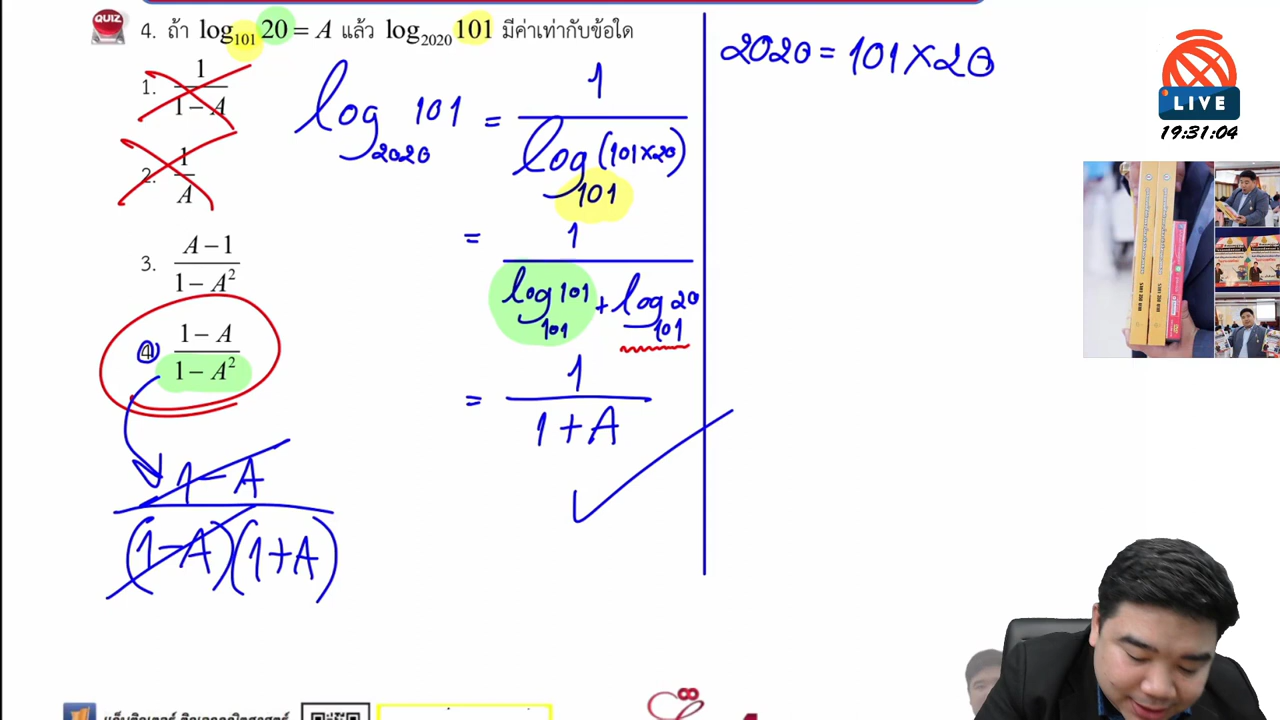 QUIZ
4. ถ้า log₁₀₁ 20 = A แล้ว log₂₀₂₀ 101 มีค่าเท่ากับข้อใด
1. 1/(1 − A)
2. 1/A
3. (A − 1)/(1 − A²)
4. (1 − A)/(1 − A²)
1 − A/(1 − A)(1 + A)
log₂₀₂₀ 101 = 1/log₁₀₁(101×20)
= 1/(log₁₀₁ 101 + log₁₀₁ 20)
= 1/(1 + A)
2020 = 101 × 20
LIVE
19:31:04